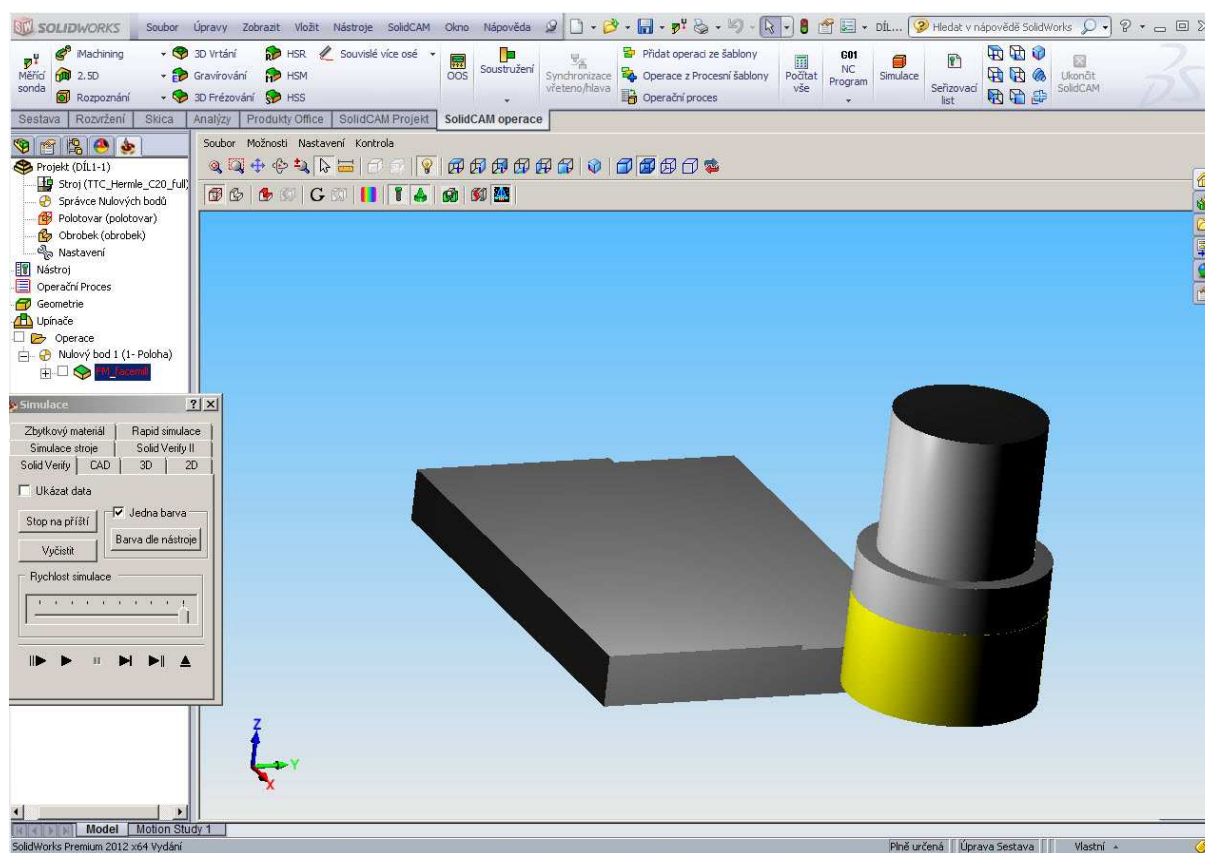 SOLIDWORKS Soubor Úpravy Zobrazit Vložit Nástroje SolidCAM Okno Nápověda DÍL... Hledat v nápovědě SolidWorks
Měřící sonda
iMachining
2.5D
Rozpoznání
3D Vrtání
Gravírování
3D Frézování
HSR
HSM
HSS
Souvislé více osé
OOS
Soustružení
Synchronizace vřeteno/hlava
Přidat operaci ze šablony
Operace z Procesní šablony
Operační proces
Počítat vše
G01
NC Program
Simulace
Seřizovací list
Ukončit SolidCAM
Sestava Rozvržení Skica Analýzy Produkty Office SolidCAM Projekt SolidCAM operace
Soubor Možnosti Nastavení Kontrola
Projekt (DÍL1-1)
Stroj (TTC_Hermle_C20_full)
Správce Nulových bodů
Polotovar (polotovar)
Obrobek (obrobek)
Nastavení
Nástroj
Operační Proces
Geometrie
Upínače
Operace
Nulový bod 1 (1- Poloha)
FM_facemill
Simulace
Zbytkový materiál Rapid simulace
Simulace stroje Solid Verify II
Solid Verify CAD 3D 2D
Ukázat data
Stop na příští
Jedna barva
Vyčistit
Barva dle nástroje
Rychlost simulace
Z
Y
X
Model Motion Study 1
SolidWorks Premium 2012 x64 Vydání Plně určená Úprava Sestava Vlastní